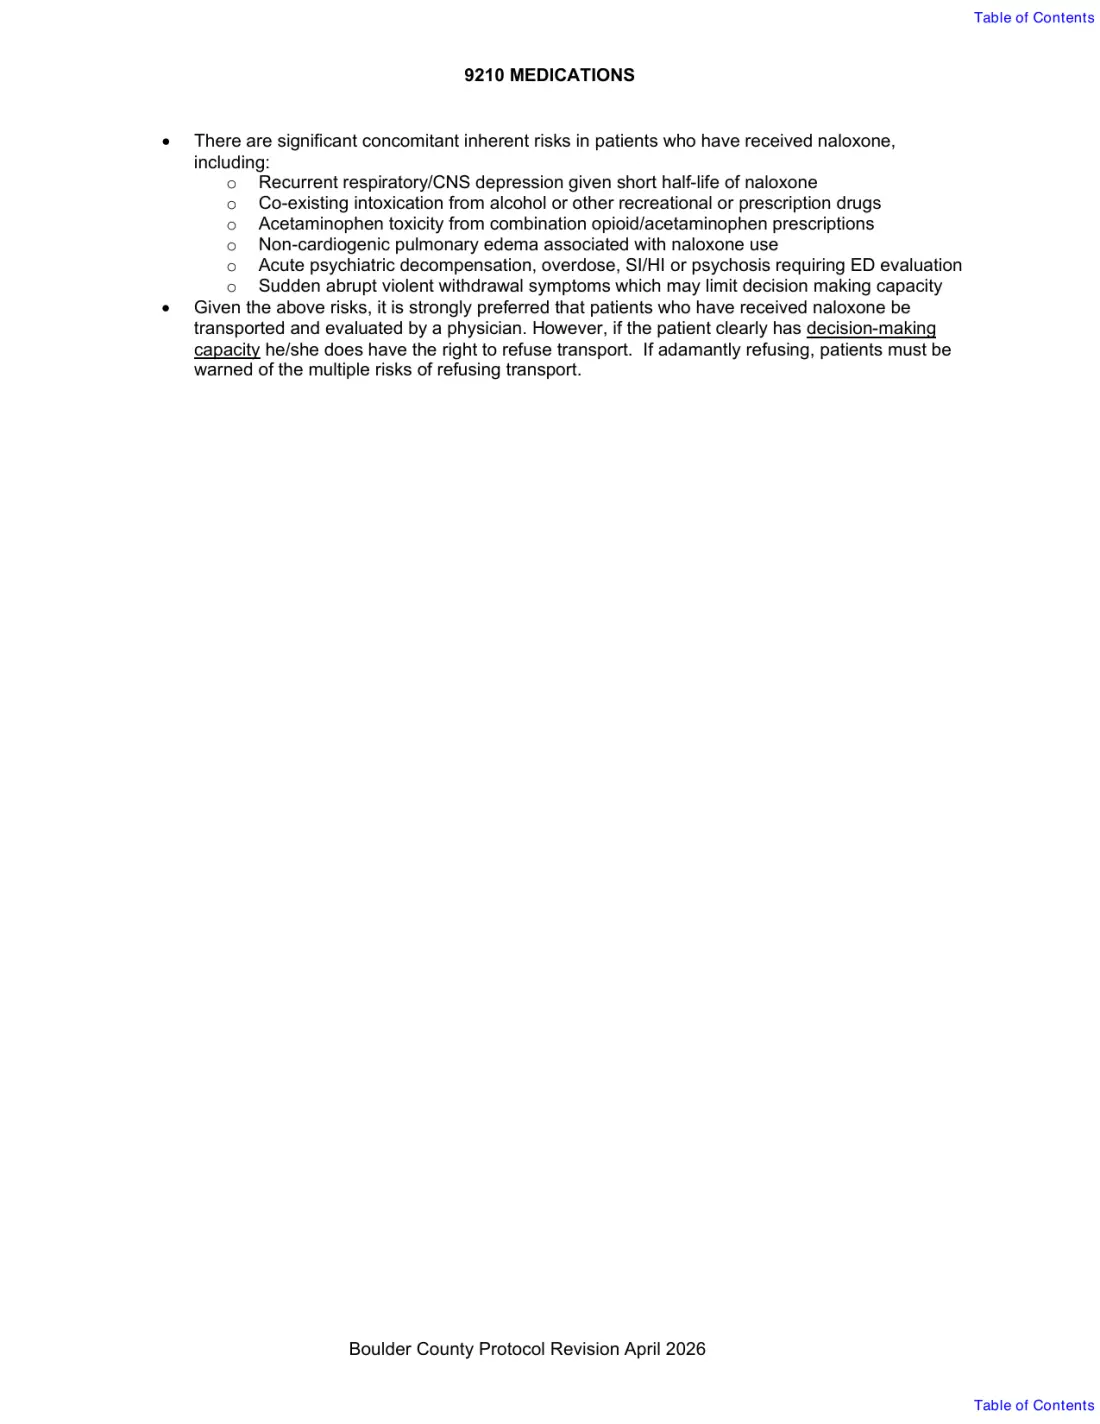 Table of Contents
9210 MEDICATIONS
• There are significant concomitant inherent risks in patients who have received naloxone,
including:
o Recurrent respiratory/CNS depression given short half-life of naloxone
o Co-existing intoxication from alcohol or other recreational or prescription drugs
o Acetaminophen toxicity from combination opioid/acetaminophen prescriptions
o Non-cardiogenic pulmonary edema associated with naloxone use
o Acute psychiatric decompensation, overdose, SI/HI or psychosis requiring ED evaluation
o Sudden abrupt violent withdrawal symptoms which may limit decision making capacity
• Given the above risks, it is strongly preferred that patients who have received naloxone be
transported and evaluated by a physician. However, if the patient clearly has decision-making
capacity he/she does have the right to refuse transport.  If adamantly refusing, patients must be
warned of the multiple risks of refusing transport.
Boulder County Protocol Revision April 2026
Table of Contents